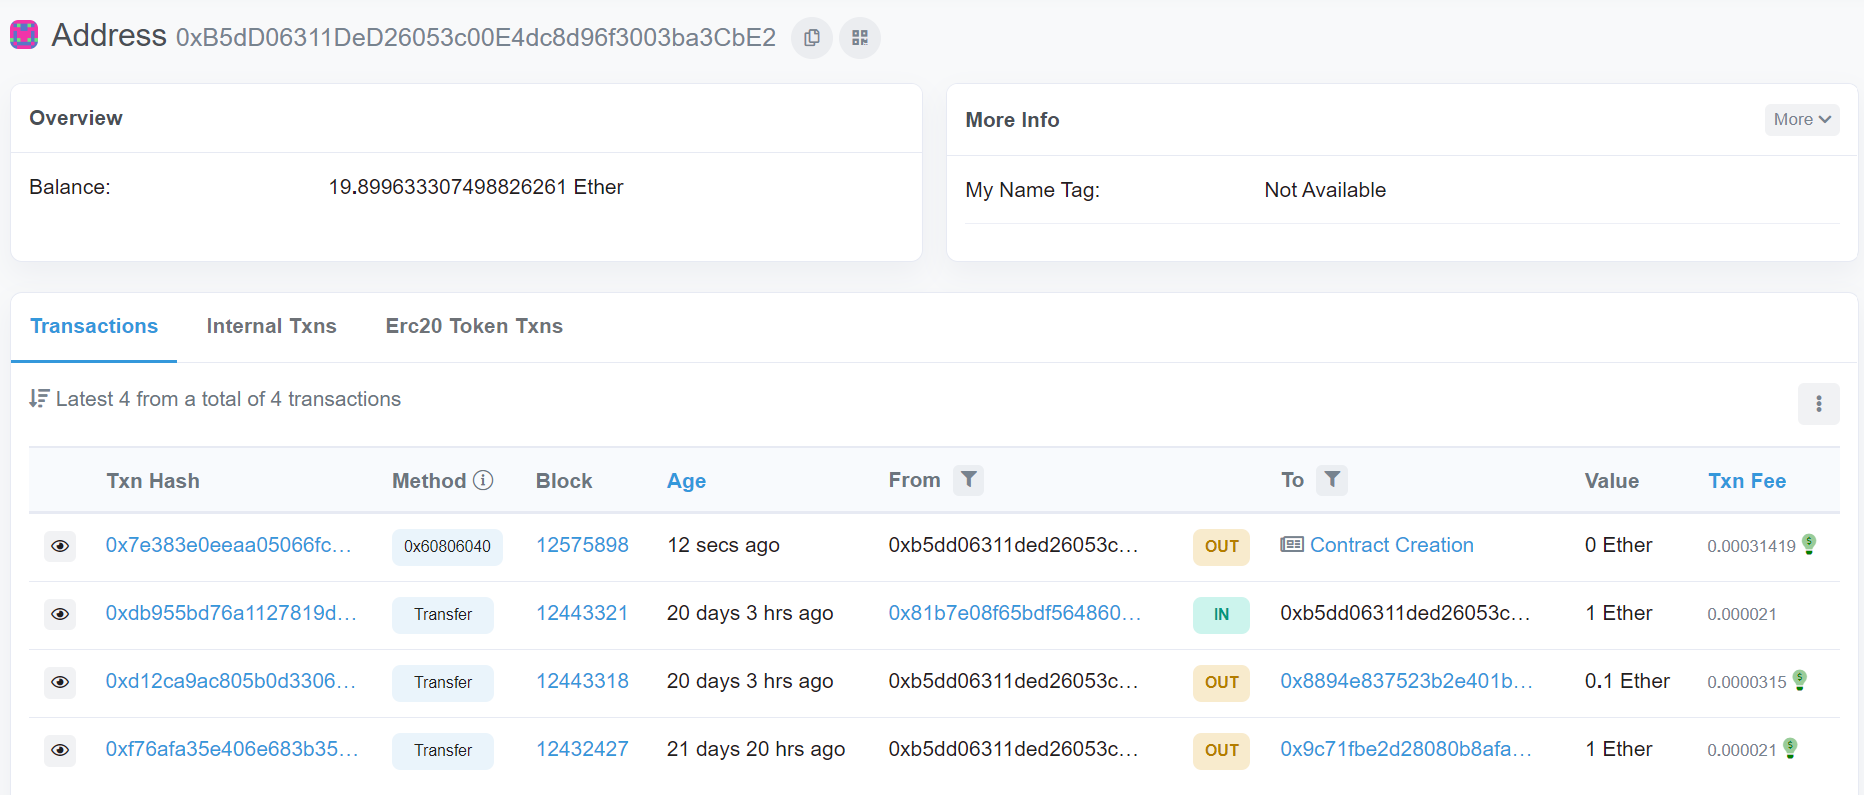 Address 0xB5dD06311DeD26053c00E4dc8d96f3003ba3CbE2
Overview
Balance: 19.899633307498826261 Ether
More Info More
My Name Tag: Not Available
Transactions Internal Txns Erc20 Token Txns
Latest 4 from a total of 4 transactions
Txn Hash Method Block Age From To Value Txn Fee
0x7e383e0eeaa05066fc... 0x60806040 12575898 12 secs ago 0xb5dd06311ded26053c... OUT Contract Creation 0 Ether 0.00031419
0xdb955bd76a1127819d... Transfer 12443321 20 days 3 hrs ago 0x81b7e08f65bdf564860... IN 0xb5dd06311ded26053c... 1 Ether 0.000021
0xd12ca9ac805b0d3306... Transfer 12443318 20 days 3 hrs ago 0xb5dd06311ded26053c... OUT 0x8894e837523b2e401b... 0.1 Ether 0.0000315
0xf76afa35e406e683b35... Transfer 12432427 21 days 20 hrs ago 0xb5dd06311ded26053c... OUT 0x9c71fbe2d28080b8afa... 1 Ether 0.000021